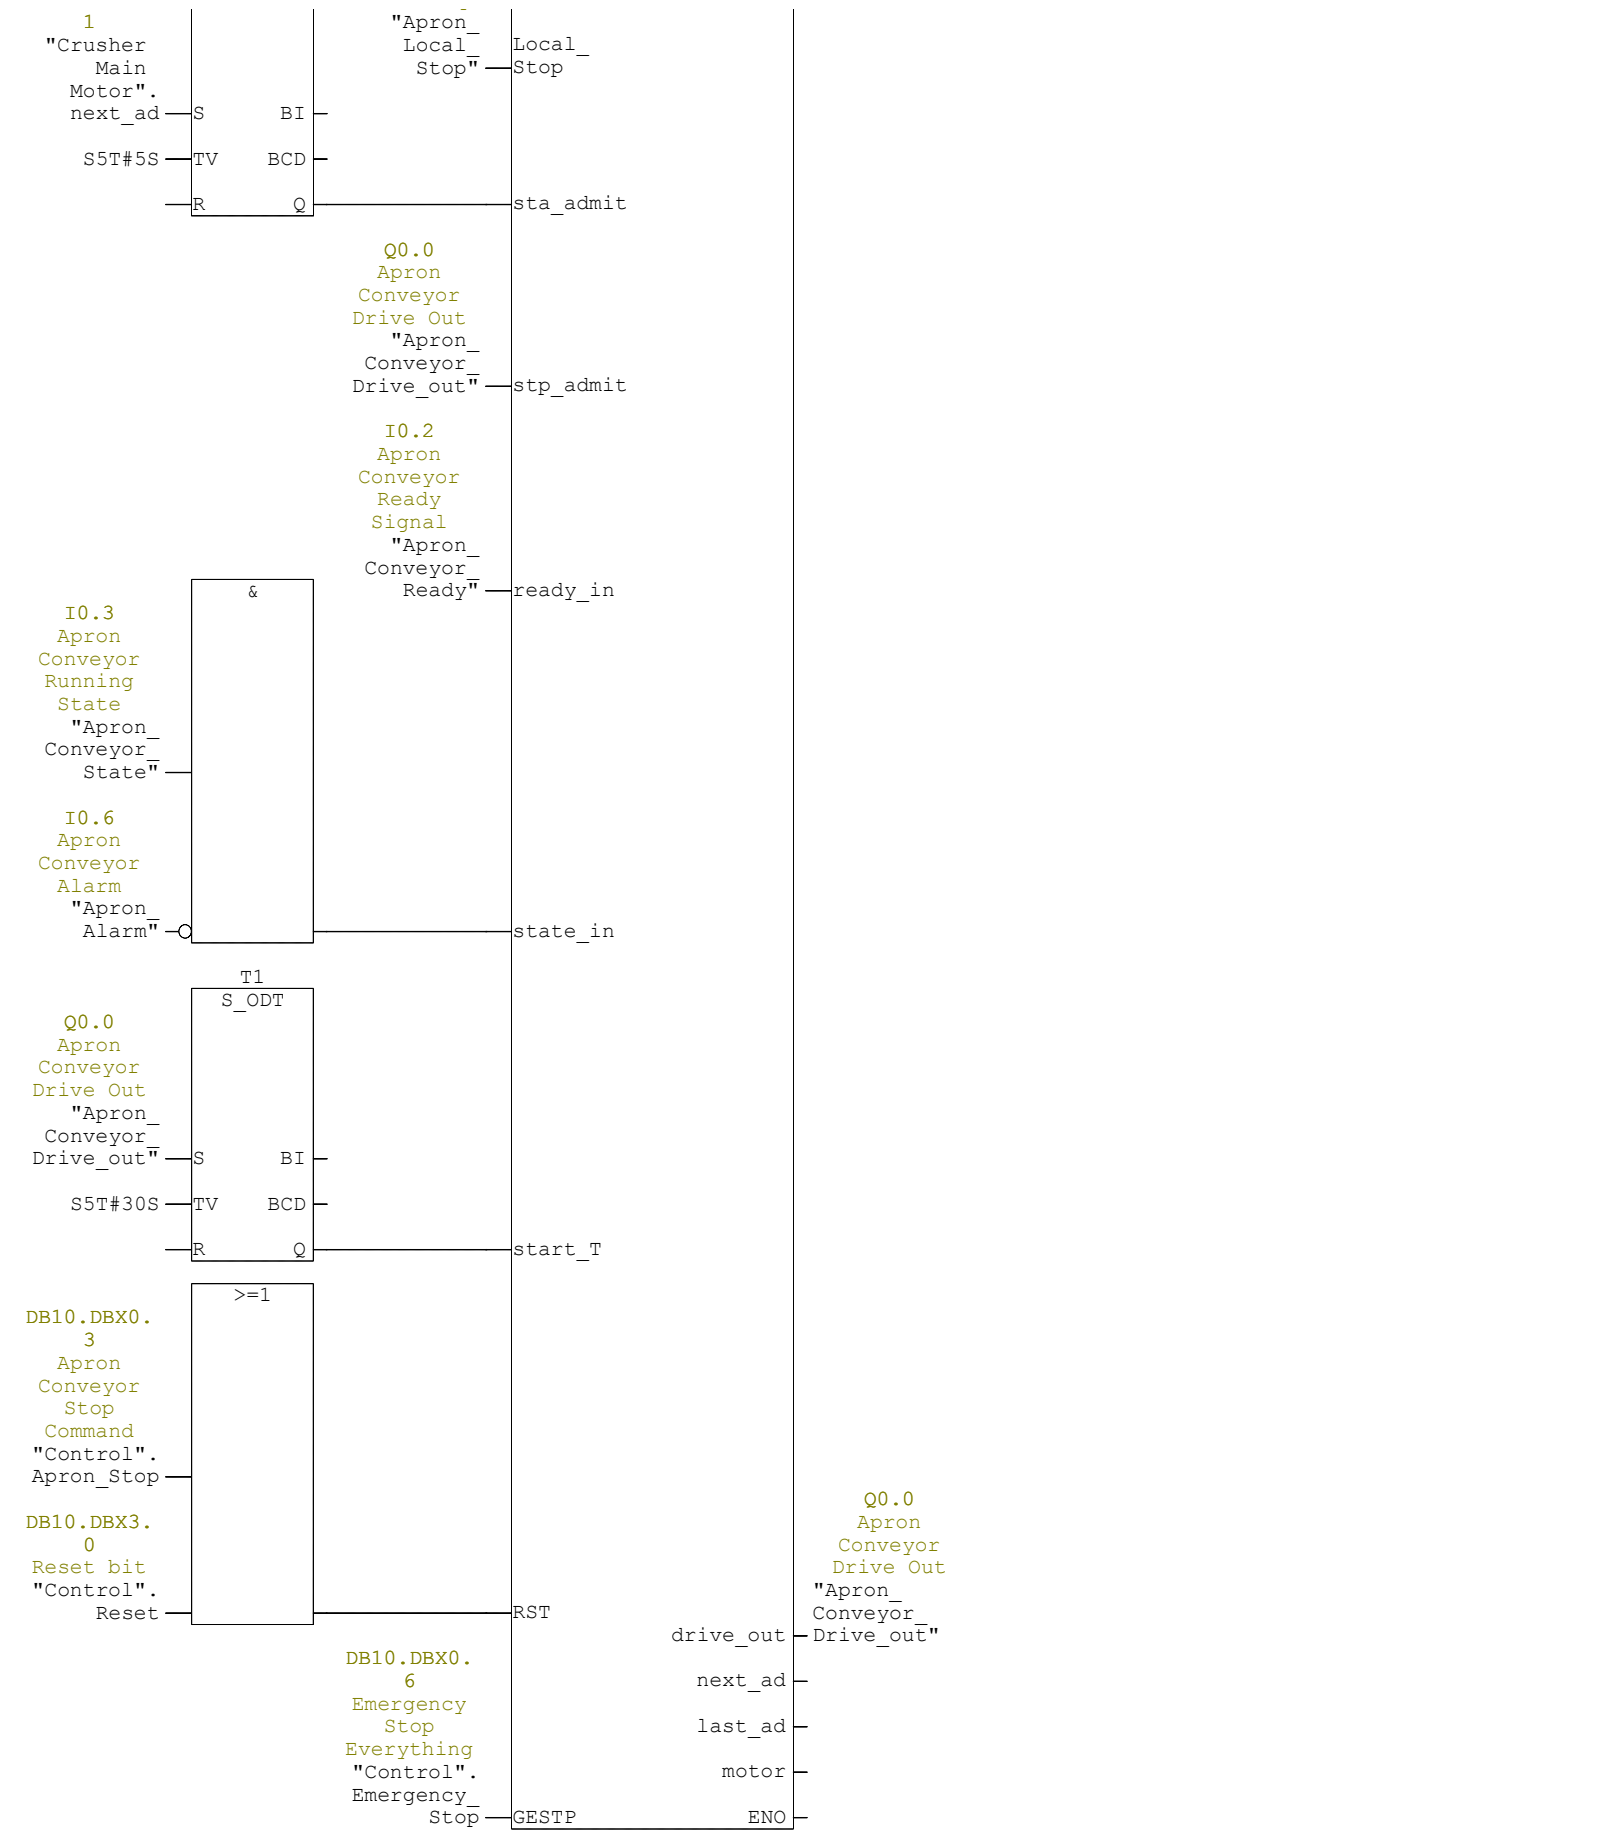 1
"Crusher
Main
Motor".
next_ad
S
BI
S5T#5S
TV
BCD
R
Q
"Apron_
Local_
Stop"
Local_
Stop
sta_admit
Q0.0
Apron
Conveyor
Drive Out
"Apron_
Conveyor_
Drive_out"
stp_admit
I0.2
Apron
Conveyor
Ready
Signal
"Apron_
Conveyor_
Ready"
ready_in
&
I0.3
Apron
Conveyor
Running
State
"Apron_
Conveyor_
State"
I0.6
Apron
Conveyor
Alarm
"Apron_
Alarm"
state_in
T1
S_ODT
Q0.0
Apron
Conveyor
Drive Out
"Apron_
Conveyor_
Drive_out"
S
BI
S5T#30S
TV
BCD
R
Q
start_T
>=1
DB10.DBX0.
3
Apron
Conveyor
Stop
Command
"Control".
Apron_Stop
DB10.DBX3.
0
Reset bit
"Control".
Reset
RST
Q0.0
Apron
Conveyor
Drive Out
"Apron_
Conveyor_
Drive_out"
drive_out
next_ad
last_ad
motor
ENO
DB10.DBX0.
6
Emergency
Stop
Everything
"Control".
Emergency_
Stop
GESTP